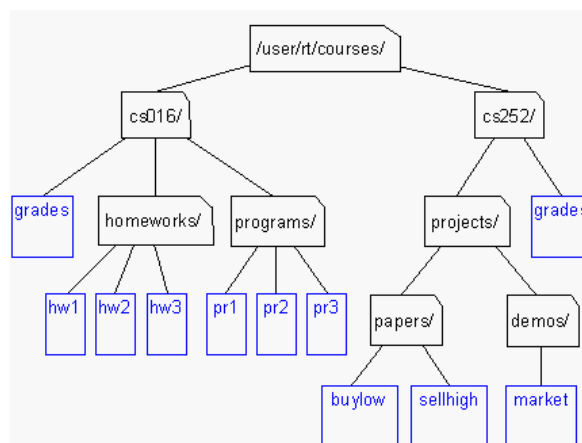 /user/rt/courses/
cs016/
cs252/
grades
homeworks/
programs/
projects/
grades
hw1
hw2
hw3
pr1
pr2
pr3
papers/
demos/
buylow
sellhigh
market